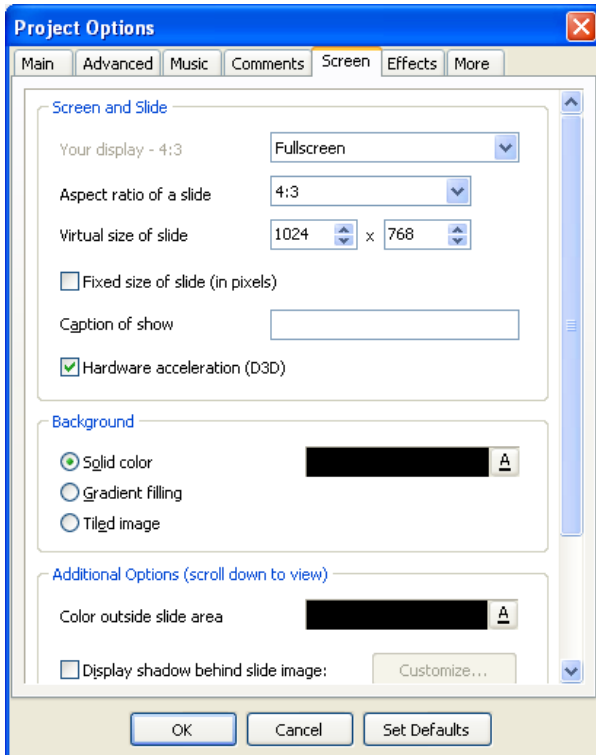 Project Options
Main Advanced Music Comments Screen Effects More
Screen and Slide
Your display - 4:3 Fullscreen
Aspect ratio of a slide 4:3
Virtual size of slide 1024 x 768
Fixed size of slide (in pixels)
Caption of show
Hardware acceleration (D3D)
Background
Solid color A
Gradient filling
Tiled image
Additional Options (scroll down to view)
Color outside slide area A
Display shadow behind slide image: Customize...
OK Cancel Set Defaults